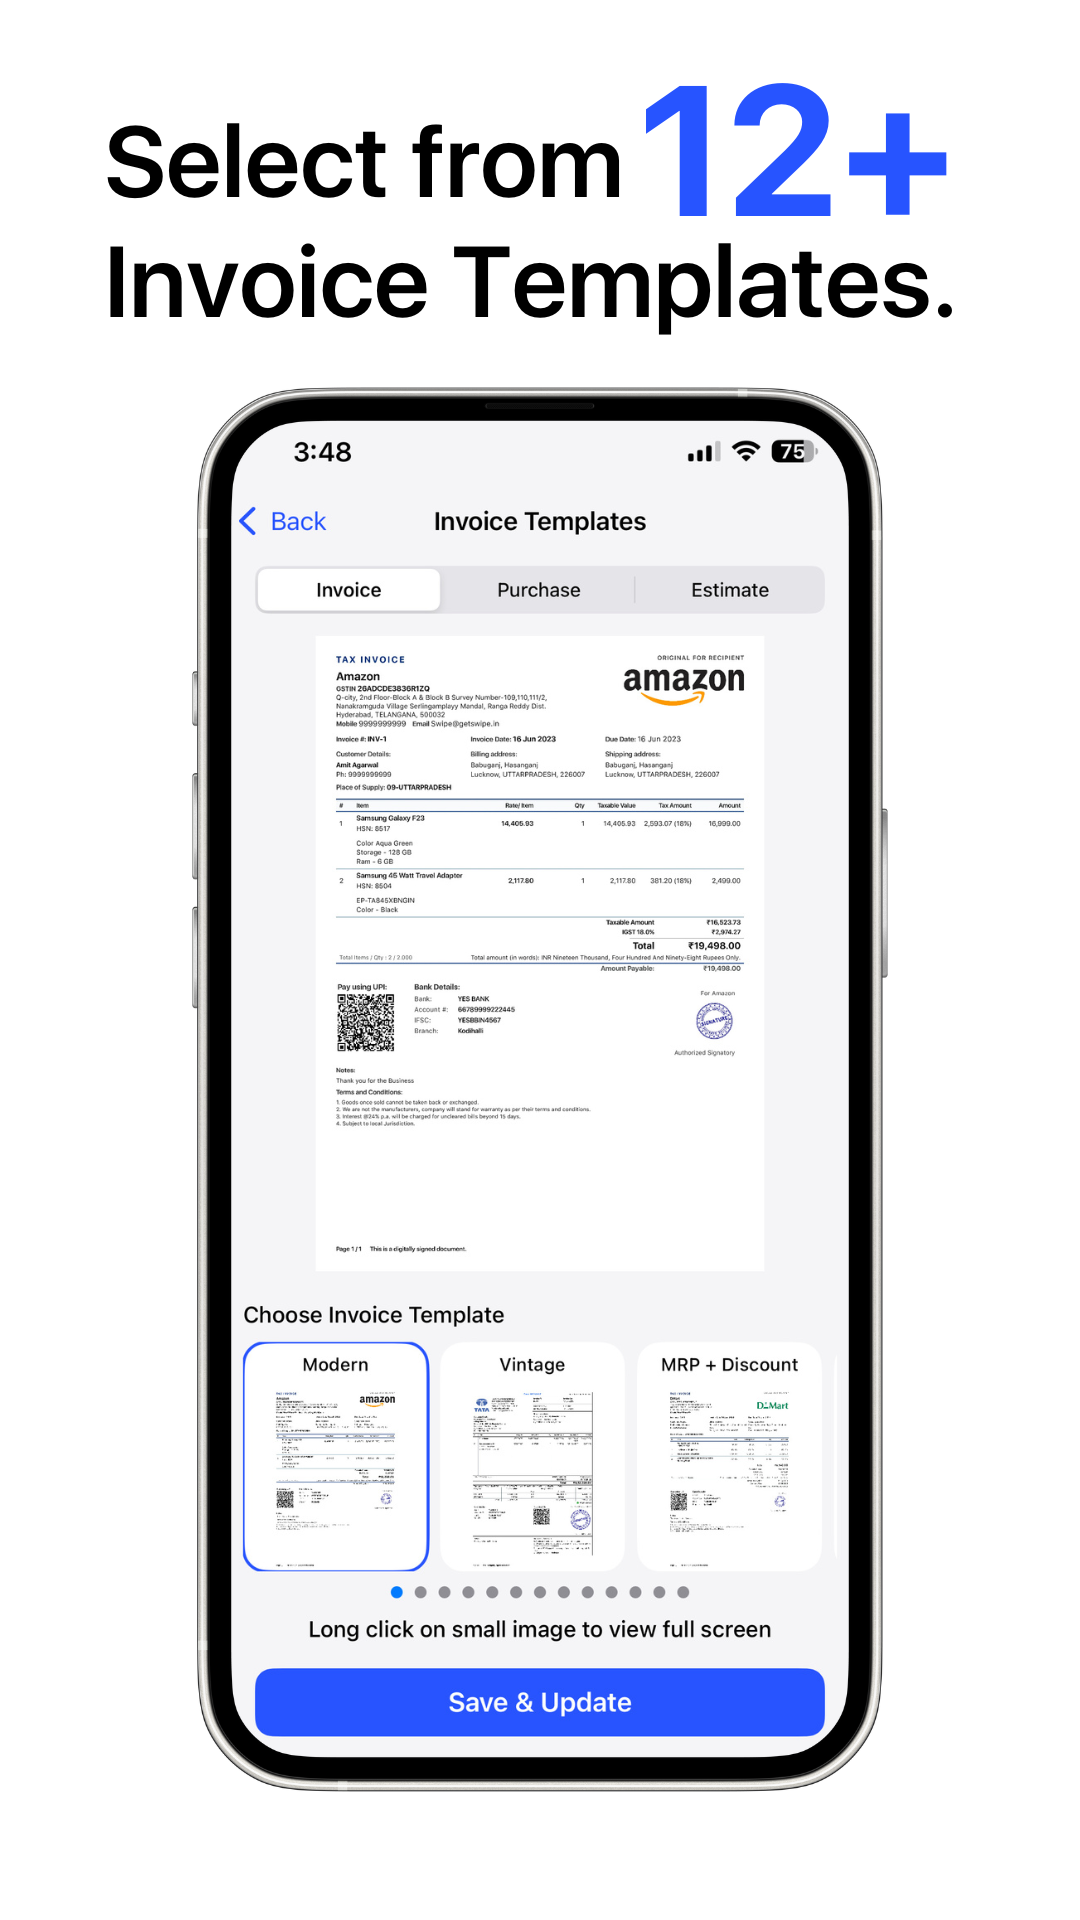 Select from 12+
Invoice Templates.
3:48
75
Back
Invoice Templates
Invoice
Purchase
Estimate
TAX INVOICE
ORIGINAL FOR RECIPIENT
Amazon
amazon
GSTIN 28ADCDE3836R1ZQ
Q-city, 2nd Floor-Block A & Block B Survey Number-109,110,111/2,
Nanakramguda Village Serlingamplayy Mandal, Ranga Reddy Dist.
Hyderabad, TELANGANA, 500032
Mobile 9999999999 Email Swipe@getswipe.in
Invoice #: INV-1 Invoice Date: 16 Jun 2023 Due Date: 16 Jun 2023
Customer Details: Billing address: Shipping address:
Amit Agarwal Babuganj, Hasanganj Babuganj, Hasanganj
Ph: 9999999999 Lucknow, UTTARPRADESH, 226007 Lucknow, UTTARPRADESH, 226007
Place of Supply: 09-UTTARPRADESH
# Item Rate/ Item Qty Taxable Value Tax Amount Amount
1 Samsung Galaxy F23 14,405.93 1 14,405.93 2,593.07 (18%) 16,999.00
HSN: 8517
Color Aqua Green
Storage - 128 GB
Ram - 6 GB
2 Samsung 45 Watt Travel Adapter 2,117.80 1 2,117.80 381.20 (18%) 2,499.00
HSN: 8504
EP-TA845XBNGIN
Color - Black
Taxable Amount ₹16,523.73
IGST 18.0% ₹2,974.27
Total ₹19,498.00
Total Items / Qty : 2 / 2.000 Total amount (in words): INR Nineteen Thousand, Four Hundred And Ninety-Eight Rupees Only.
Amount Payable: ₹19,498.00
Pay using UPI: Bank Details: For Amazon
Bank: YES BANK
Account #: 66789999222445
IFSC: YESBBIN4567
Branch: Kodihalli
SIGNATURE
Authorized Signatory
Notes:
Thank you for the Business
Terms and Conditions:
1. Goods once sold cannot be taken back or exchanged.
2. We are not the manufacturers, company will stand for warranty as per their terms and conditions.
3. Interest @24% p.a. will be charged for uncleared bills beyond 15 days.
4. Subject to local Jurisdiction.
Page 1 / 1 This is a digitally signed document.
Choose Invoice Template
Modern
Vintage
MRP + Discount
amazon
TATA
D-Mart
Long click on small image to view full screen
Save & Update